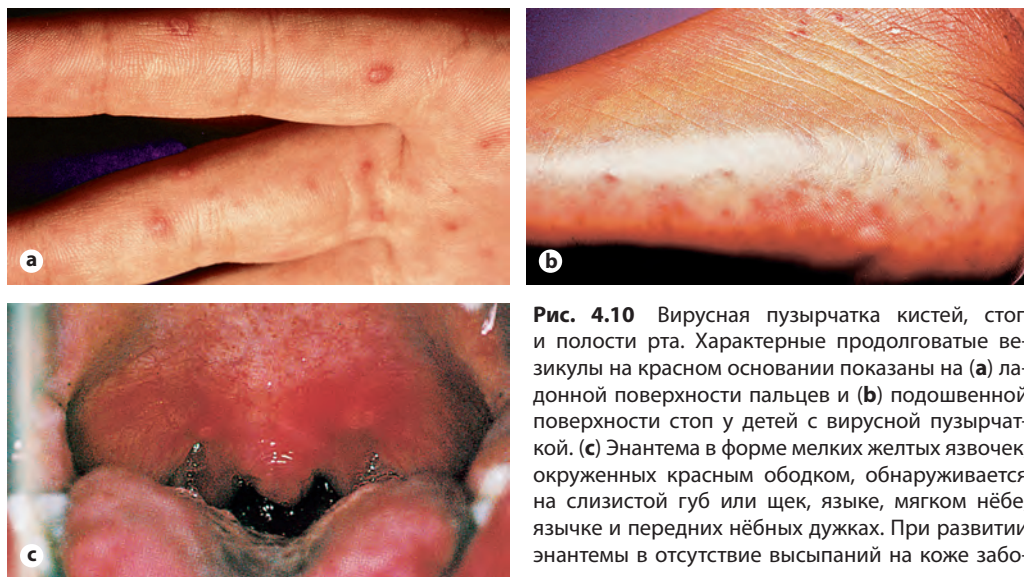 a
b
c
Рис. 4.10 Вирусная пузырчатка кистей, стоп
и полости рта. Характерные продолговатые ве-
зикулы на красном основании показаны на (a) ла-
донной поверхности пальцев и (b) подошвенной
поверхности стоп у детей с вирусной пузырчат-
кой. (c) Энантема в форме мелких желтых язвочек
окруженных красным ободком, обнаруживается
на слизистой губ или щек, языке, мягком нёбе
язычке и передних нёбных дужках. При развитии
энантемы в отсутствие высыпаний на коже забо-